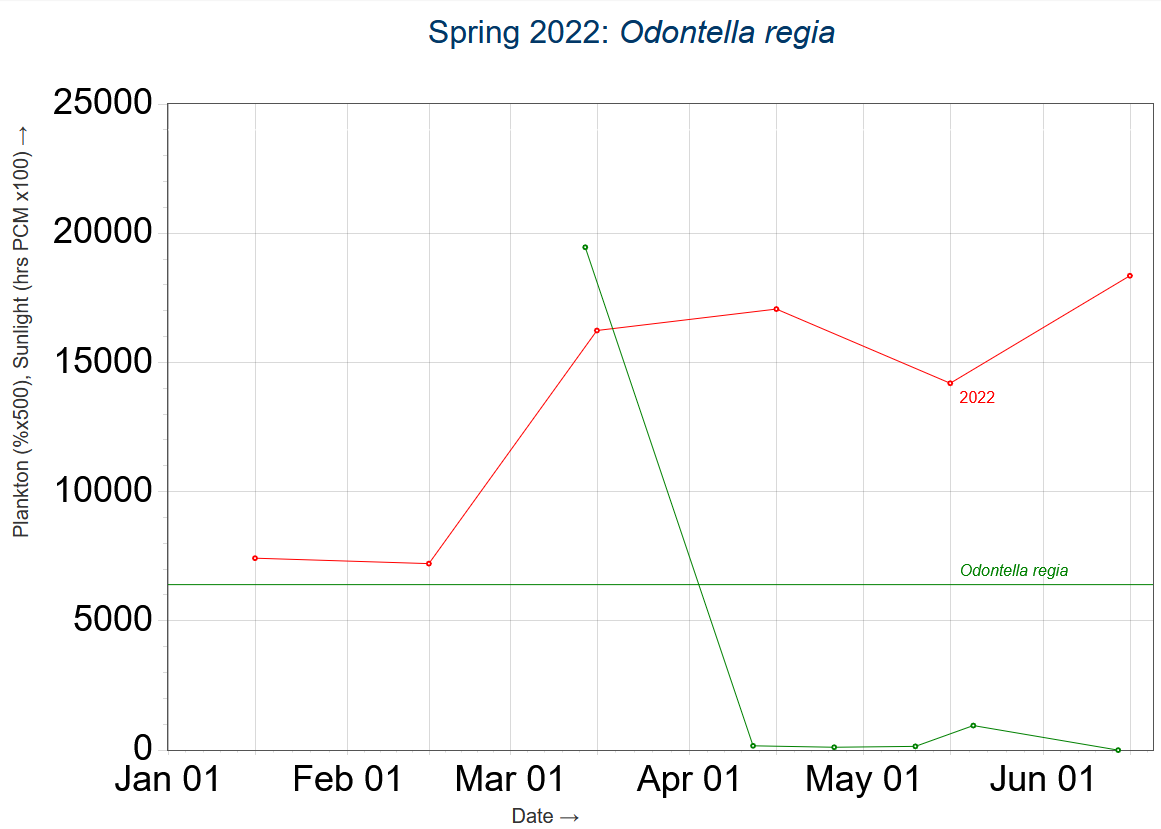 Spring 2022: Odontella regia
Plankton (%x500), Sunlight (hrs PCM x100) →
25000
20000
15000
10000
5000
0
2022
Odontella regia
Jan 01 Feb 01 Mar 01 Apr 01 May 01 Jun 01
Date →